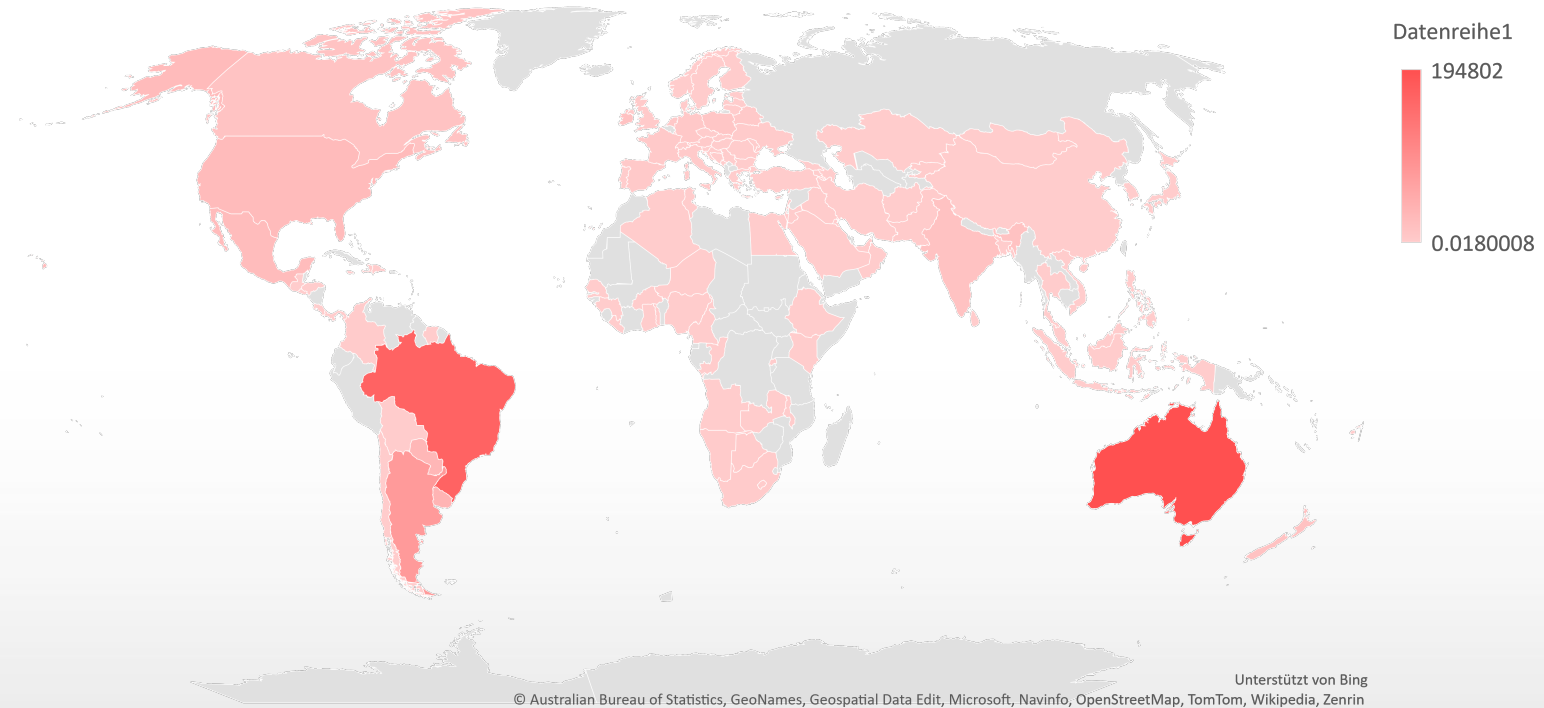 Datenreihe1
194802
0.0180008
Unterstützt von Bing
© Australian Bureau of Statistics, GeoNames, Geospatial Data Edit, Microsoft, Navinfo, OpenStreetMap, TomTom, Wikipedia, Zenrin